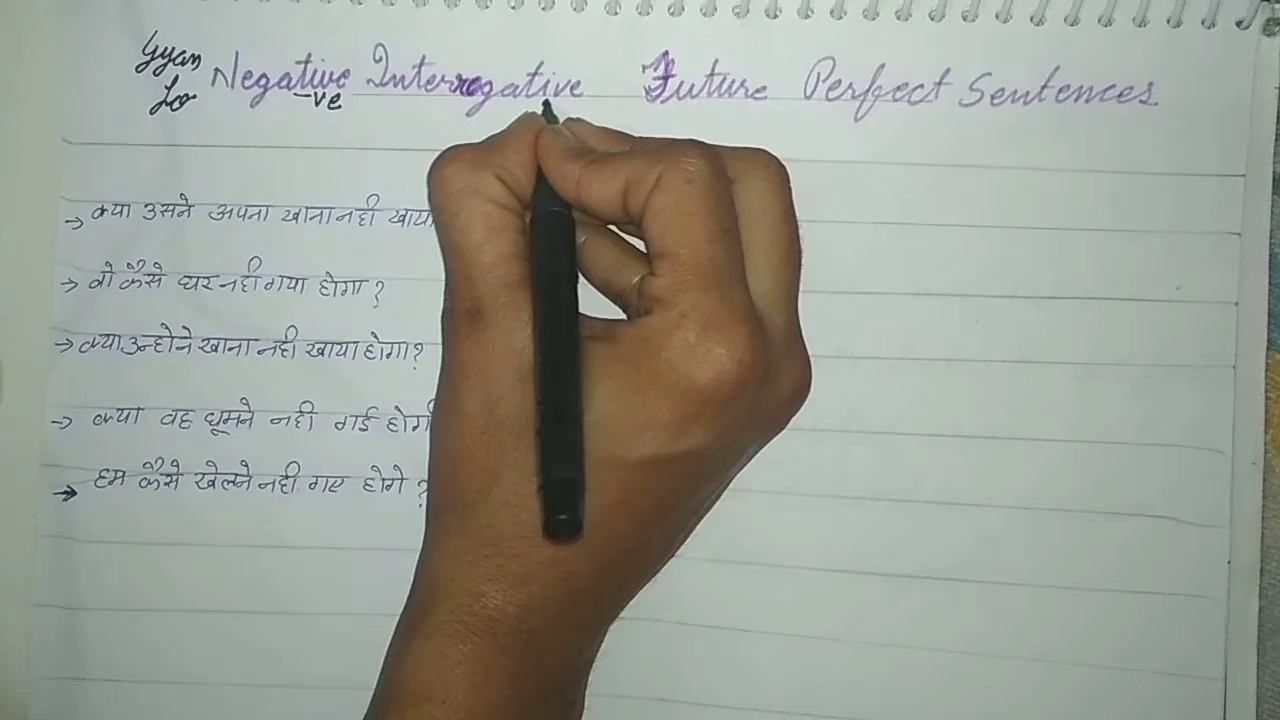 Gyan
Negative Interrogative Future Perfect Sentences
-ve
→ क्या उसने अपना खाना नही खाया
→ वो कैसे घर नही गया होगा?
→ क्या उन्होने खाना नही खाया होगा?
→ क्या वह घूमने नही गई होगी
→ हम कैसे खेलने नही गए होगे ?